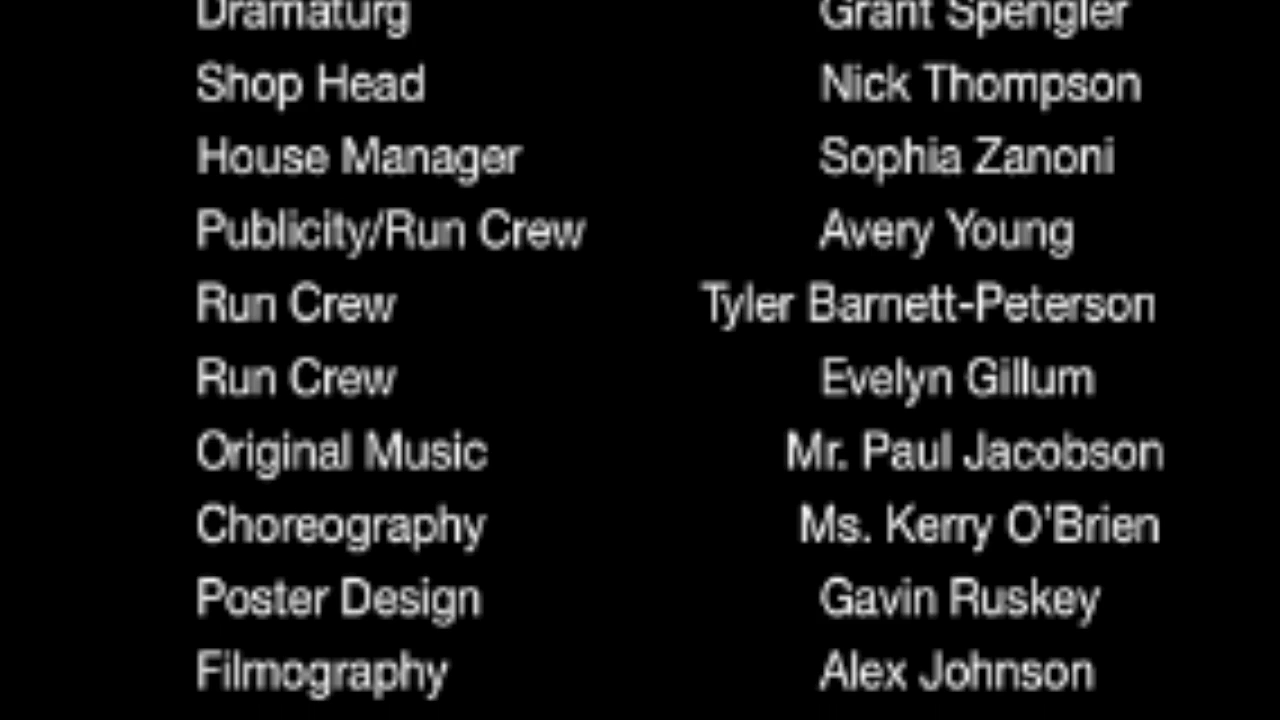 Dramaturg Grant Spengler
Shop Head Nick Thompson
House Manager Sophia Zanoni
Publicity/Run Crew Avery Young
Run Crew Tyler Barnett-Peterson
Run Crew Evelyn Gillum
Original Music Mr. Paul Jacobson
Choreography Ms. Kerry O'Brien
Poster Design Gavin Ruskey
Filmography Alex Johnson